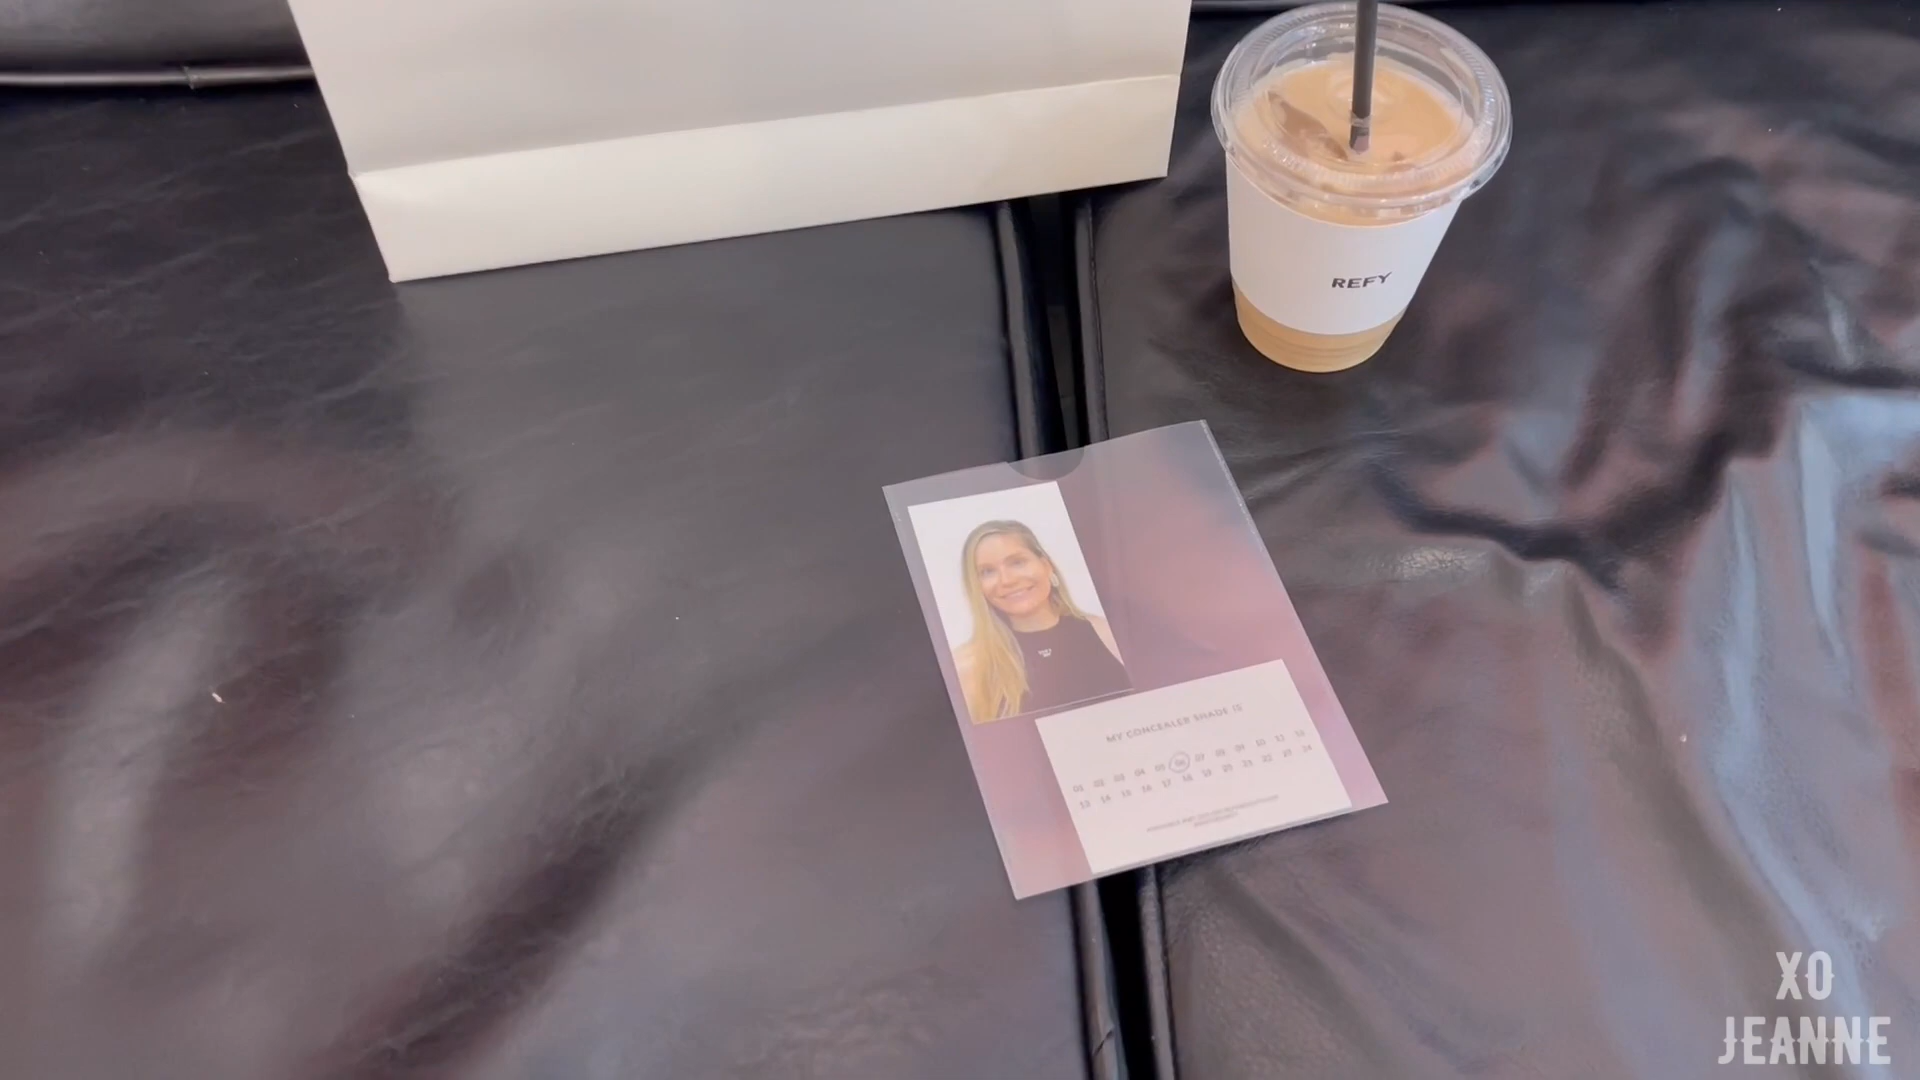 REFY
MY CONCEALER SHADE IS
01 02 03 04 05 06 07 08 09 10 11 12
13 14 15 16 17 18 19 20 21 22 23 24
XO
JEANNE